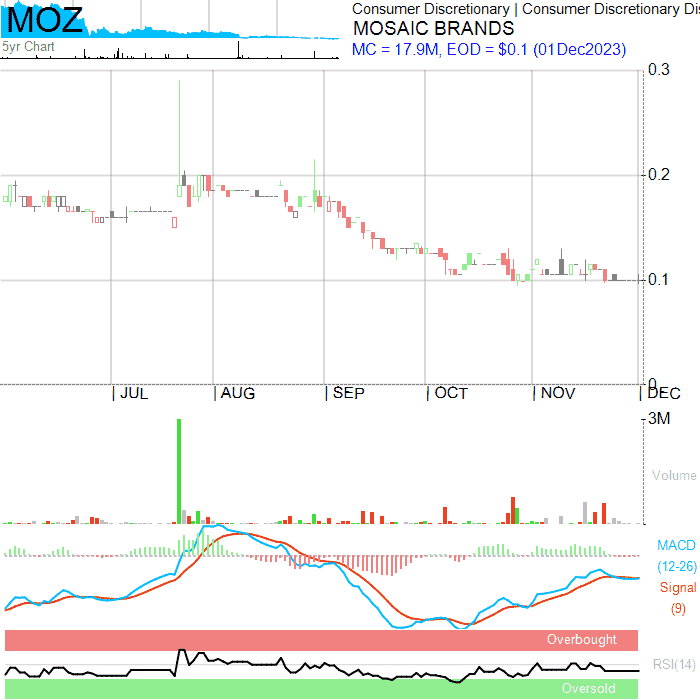 MOZ
5yr Chart
Consumer Discretionary | Consumer Discretionary Dis
MOSAIC BRANDS
MC = 17.9M, EOD = $0.1 (01Dec2023)
0.3
0.2
0.1
0
| JUL | AUG | SEP | OCT | NOV | DEC
3M
Volume
MACD
(12-26)
Signal
(9)
Overbought
RSI(14)
Oversold